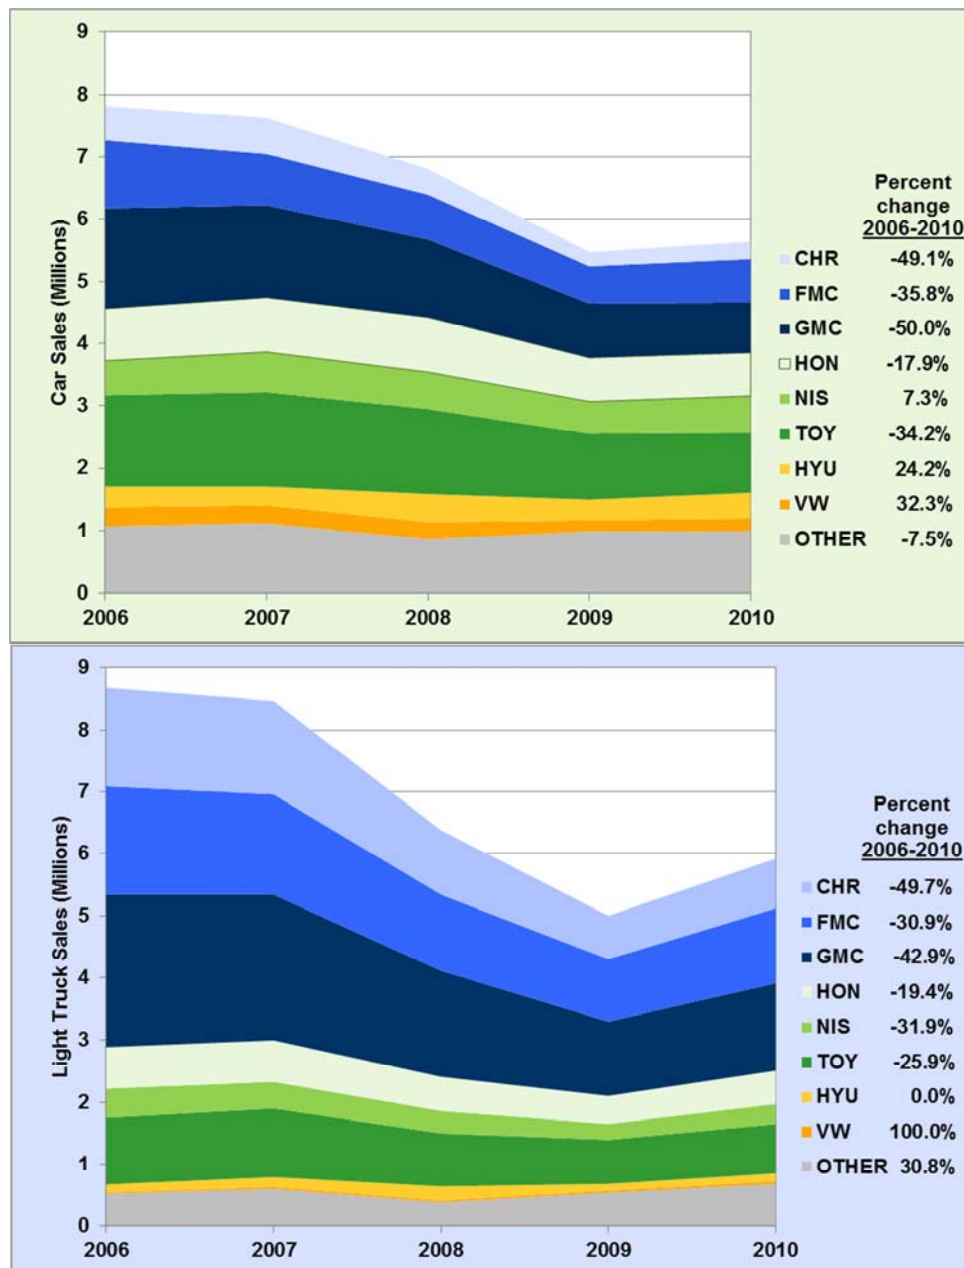 9
8
7
6
5
4
3
2
1
0
Car Sales (Millions)
2006 2007 2008 2009 2010
Percent
change
2006-2010
CHR -49.1%
FMC -35.8%
GMC -50.0%
HON -17.9%
NIS 7.3%
TOY -34.2%
HYU 24.2%
VW 32.3%
OTHER -7.5%
9
8
7
6
5
4
3
2
1
0
Light Truck Sales (Millions)
2006 2007 2008 2009 2010
Percent
change
2006-2010
CHR -49.7%
FMC -30.9%
GMC -42.9%
HON -19.4%
NIS -31.9%
TOY -25.9%
HYU 0.0%
VW 100.0%
OTHER 30.8%